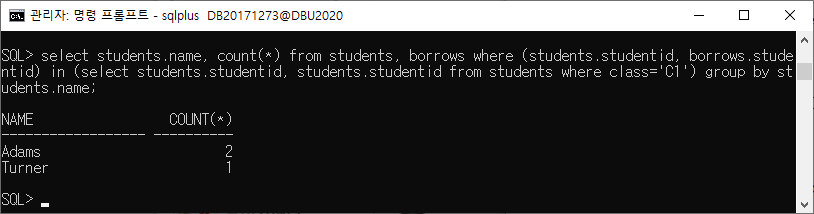 관리자: 명령 프롬프트 - sqlplus  DB20171273@DBU2020
SQL> select students.name, count(*) from students, borrows where (students.studentid, borrows.stude
ntid) in (select students.studentid, students.studentid from students where class='C1') group by st
udents.name;
NAME                 COUNT(*)
------------------ ----------
Adams                       2
Turner                      1
SQL>